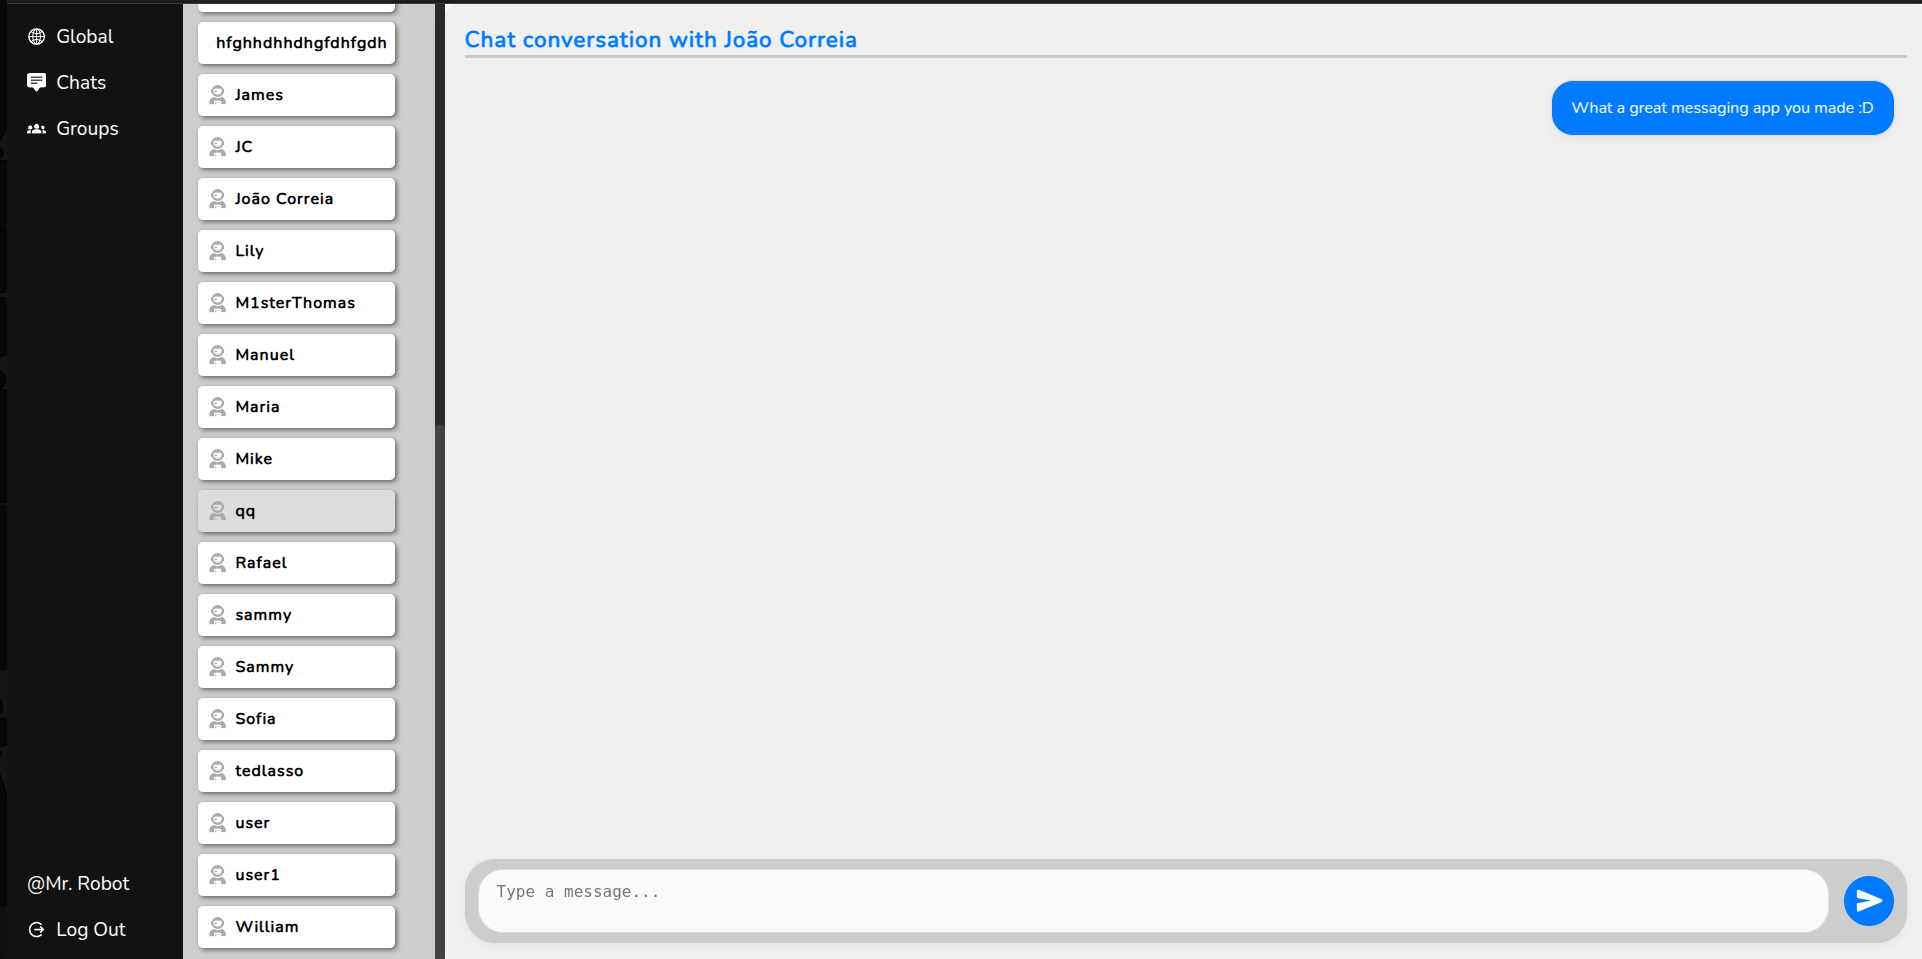 Global
Chats
Groups
@Mr. Robot
Log Out
hfghhdhhdhgfdhfgdh
James
JC
João Correia
Lily
M1sterThomas
Manuel
Maria
Mike
qq
Rafael
sammy
Sammy
Sofia
tedlasso
user
user1
William
Chat conversation with João Correia
What a great messaging app you made :D
Type a message...